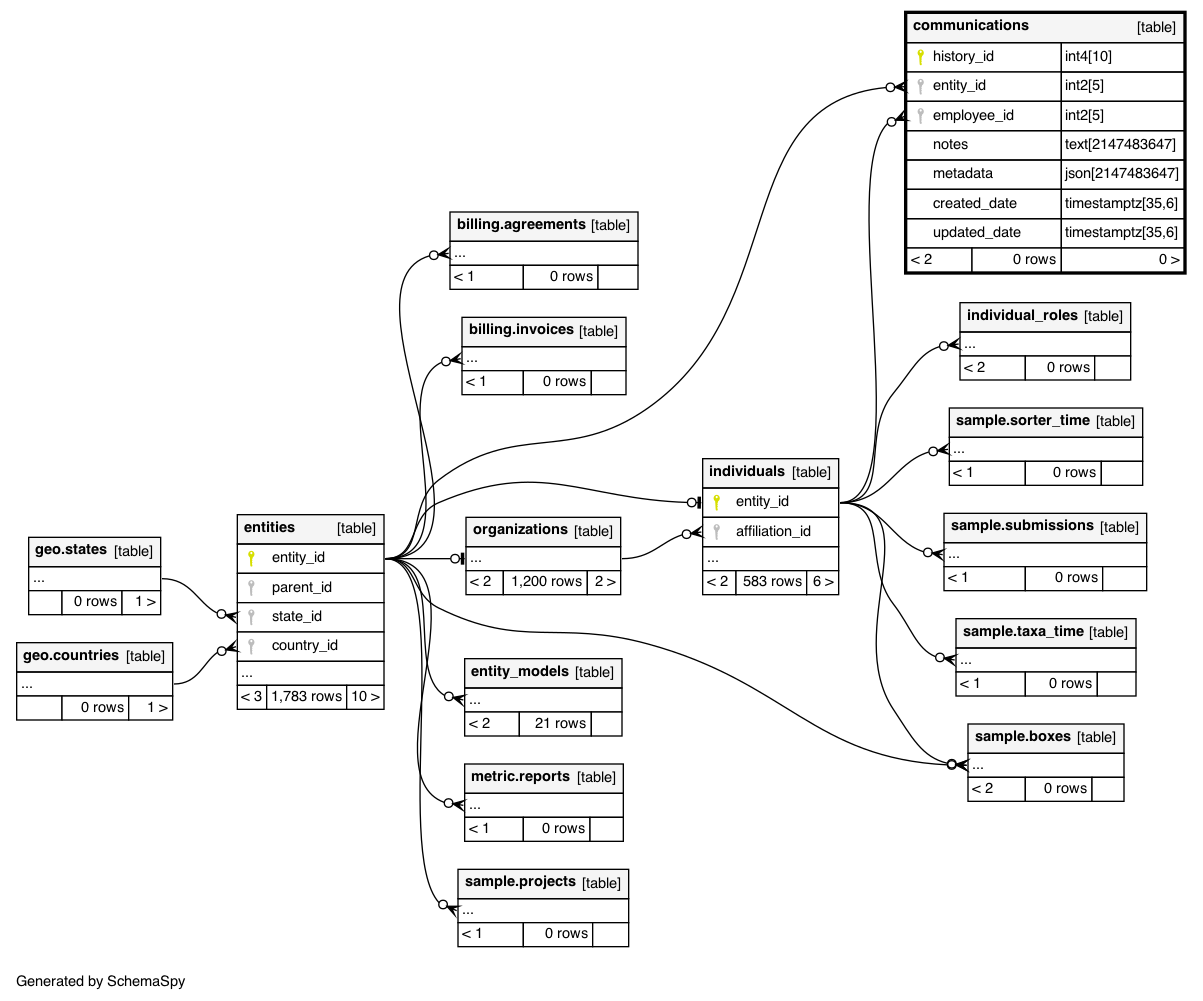 communications [table]
history_id int4[10]
entity_id int2[5]
employee_id int2[5]
notes text[2147483647]
metadata json[2147483647]
created_date timestamptz[35,6]
updated_date timestamptz[35,6]
< 2 0 rows 0 >
billing.agreements [table]
...
< 1 0 rows
billing.invoices [table]
...
< 1 0 rows
individual_roles [table]
...
< 2 0 rows
sample.sorter_time [table]
...
< 1 0 rows
individuals [table]
entity_id
affiliation_id
...
< 2 583 rows 6 >
organizations [table]
...
< 2 1,200 rows 2 >
entities [table]
entity_id
parent_id
state_id
country_id
...
< 3 1,783 rows 10 >
geo.states [table]
...
0 rows 1 >
geo.countries [table]
...
0 rows 1 >
sample.submissions [table]
...
< 1 0 rows
sample.taxa_time [table]
...
< 1 0 rows
entity_models [table]
...
< 2 21 rows
sample.boxes [table]
...
< 2 0 rows
metric.reports [table]
...
< 1 0 rows
sample.projects [table]
...
< 1 0 rows
Generated by SchemaSpy